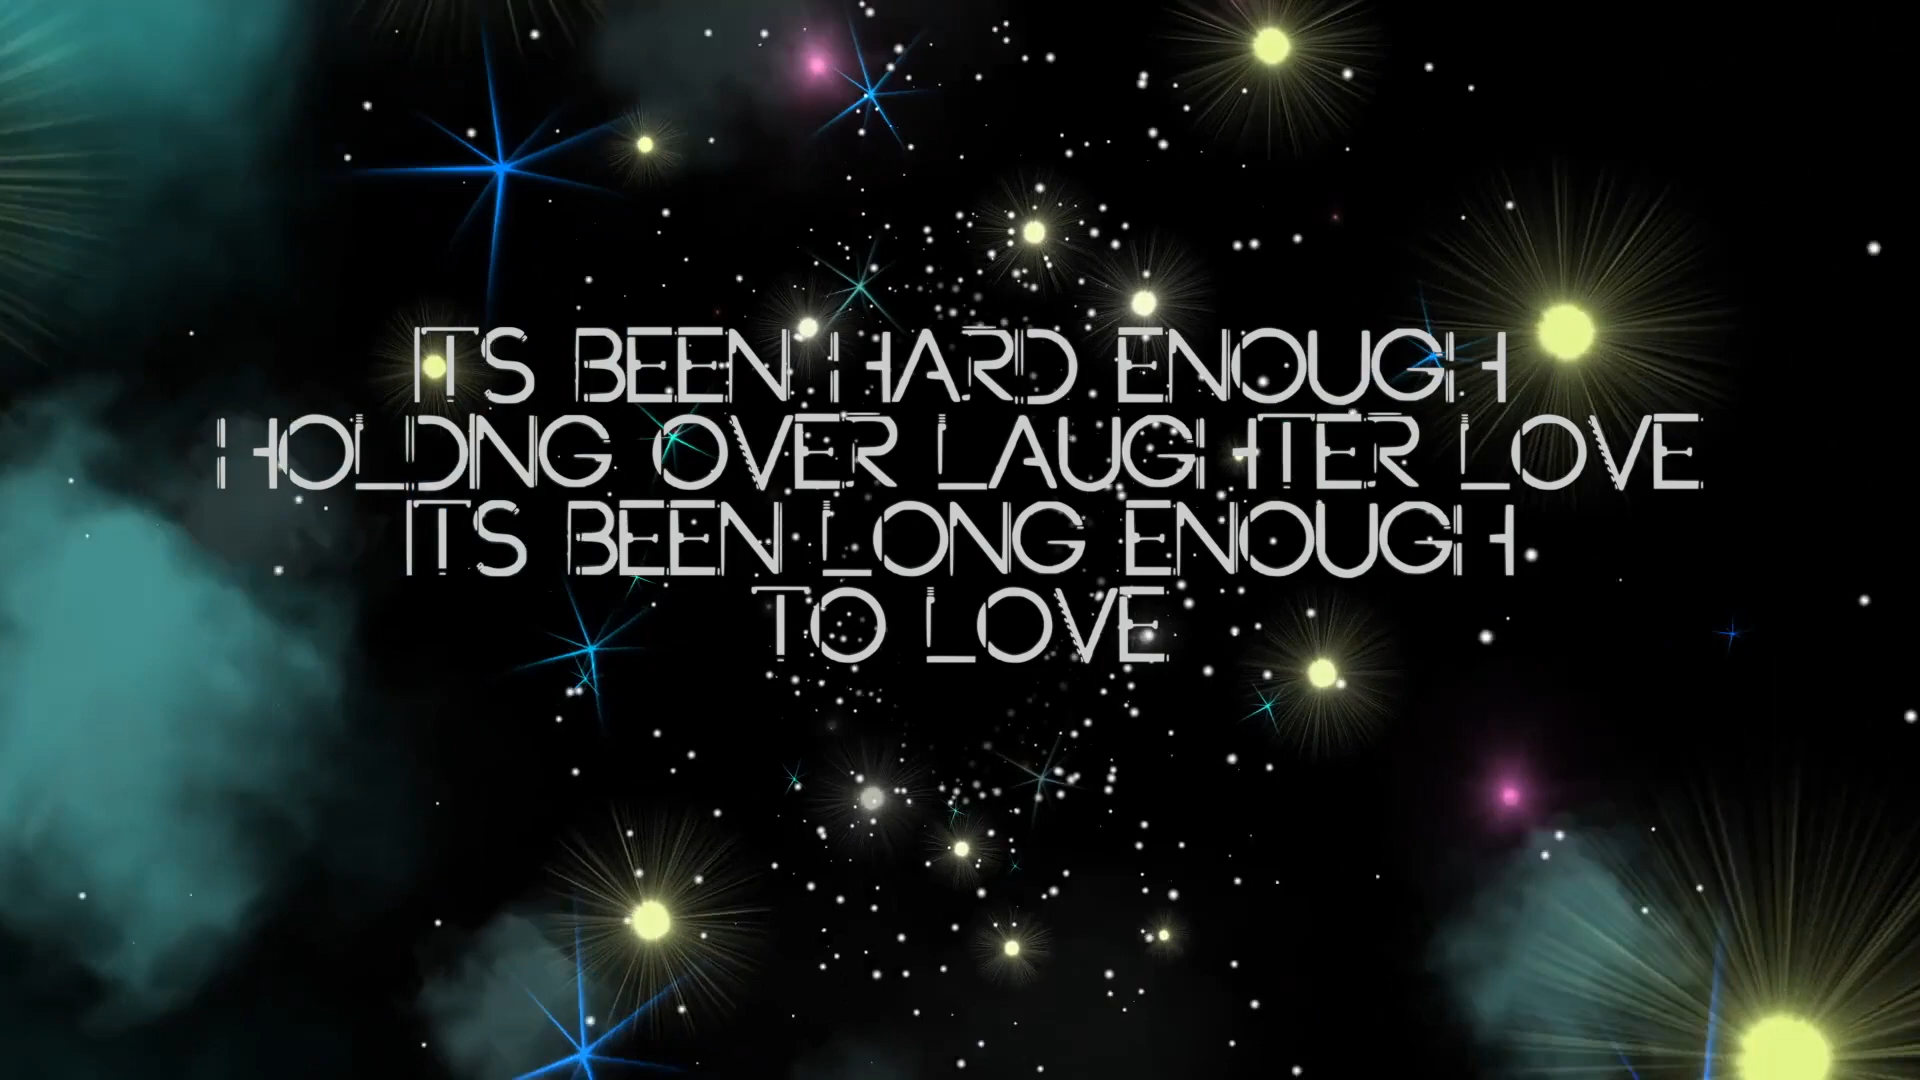 ITS BEEN HARD ENOUGH
HOLDING OVER LAUGHTER LOVE
ITS BEEN LONG ENOUGH
TO LOVE